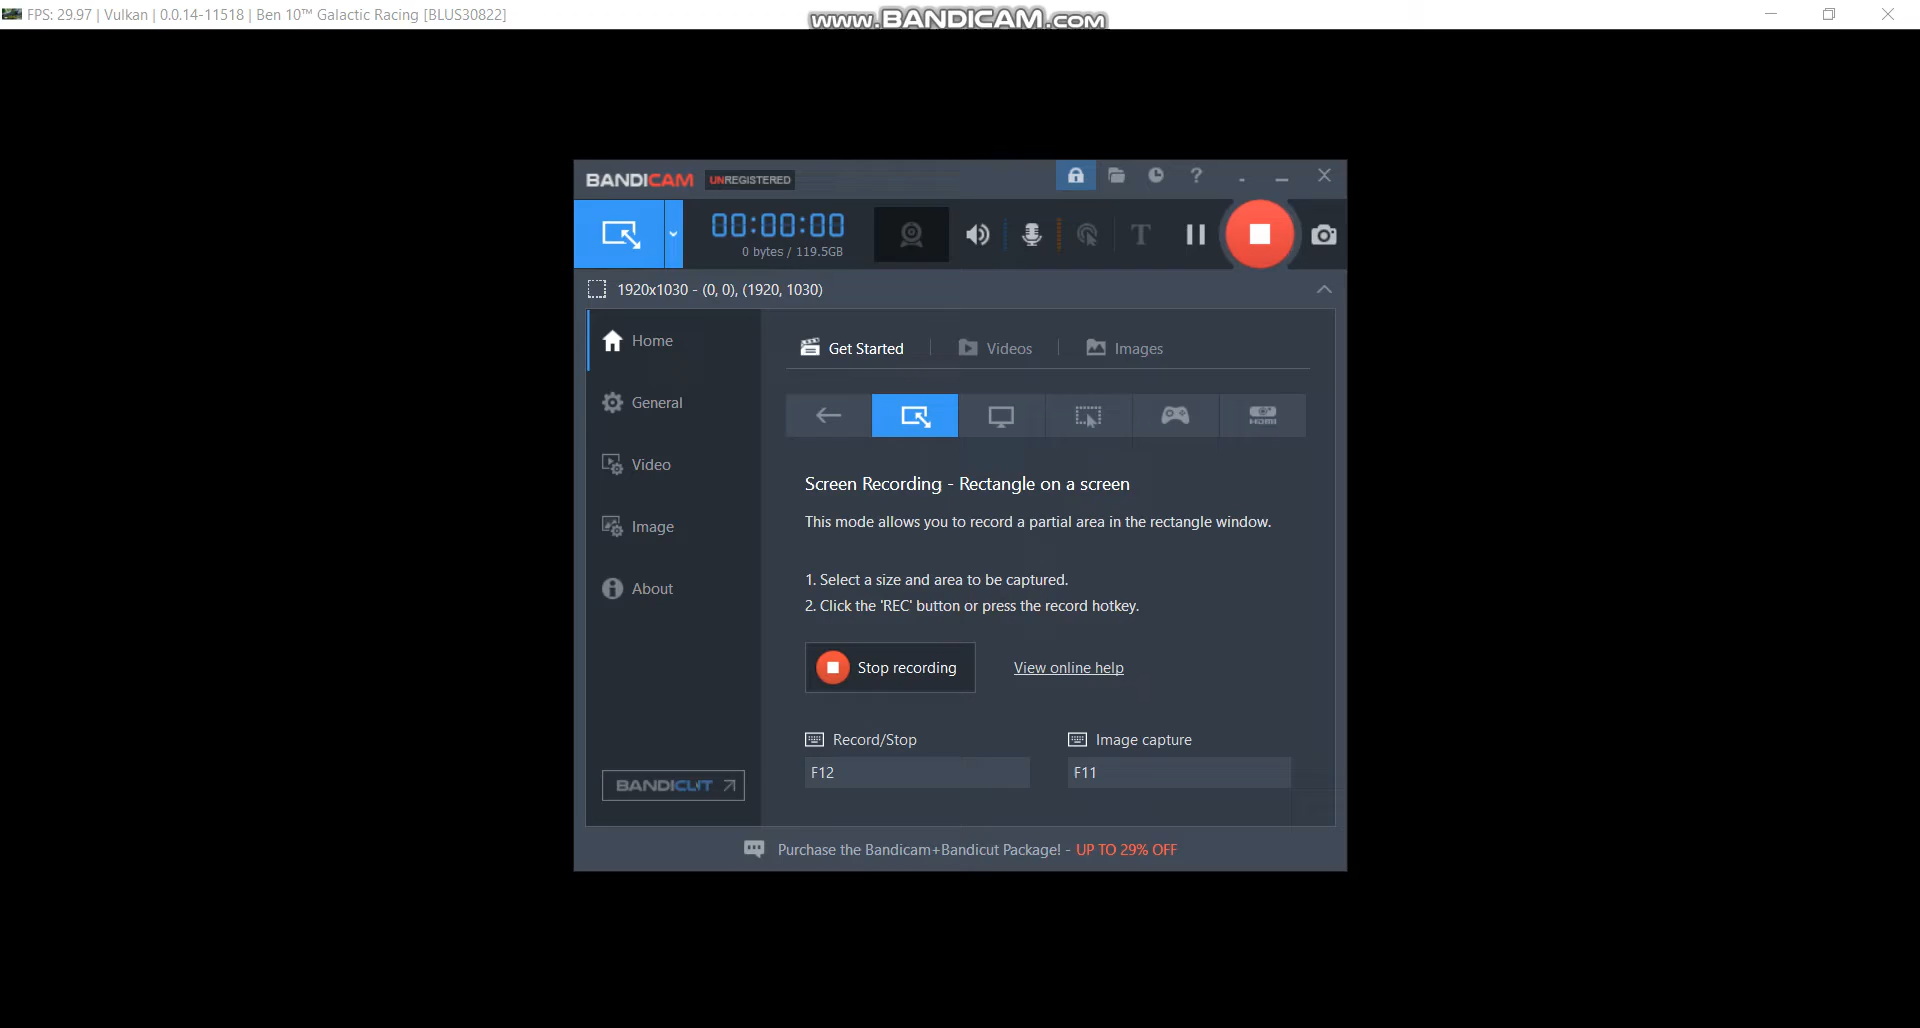 FPS: 29.97 | Vulkan | 0.0.14-11518 | Ben 10™ Galactic Racing [BLUS30822]
www.BANDICAM.com
BANDICAM UNREGISTERED
?
00:00:00
0 bytes / 119.5GB
T
1920x1030 - (0, 0), (1920, 1030)
Home
General
Video
Image
About
BANDICUT
Get Started
Videos
Images
HDMI
Screen Recording - Rectangle on a screen
This mode allows you to record a partial area in the rectangle window.
1. Select a size and area to be captured.
2. Click the 'REC' button or press the record hotkey.
Stop recording
View online help
Record/Stop
Image capture
F12
F11
Purchase the Bandicam+Bandicut Package! - UP TO 29% OFF